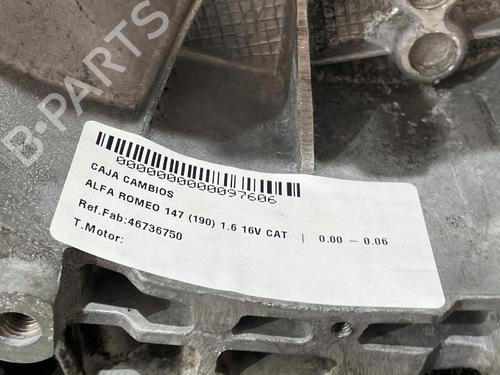 B-PARTS
0000000000097606
CAJA CAMBIOS
ALFA ROMEO 147 (190) 1.6 16V CAT | 0.00 – 0.06
Ref.Fab:46736750
T.Motor: